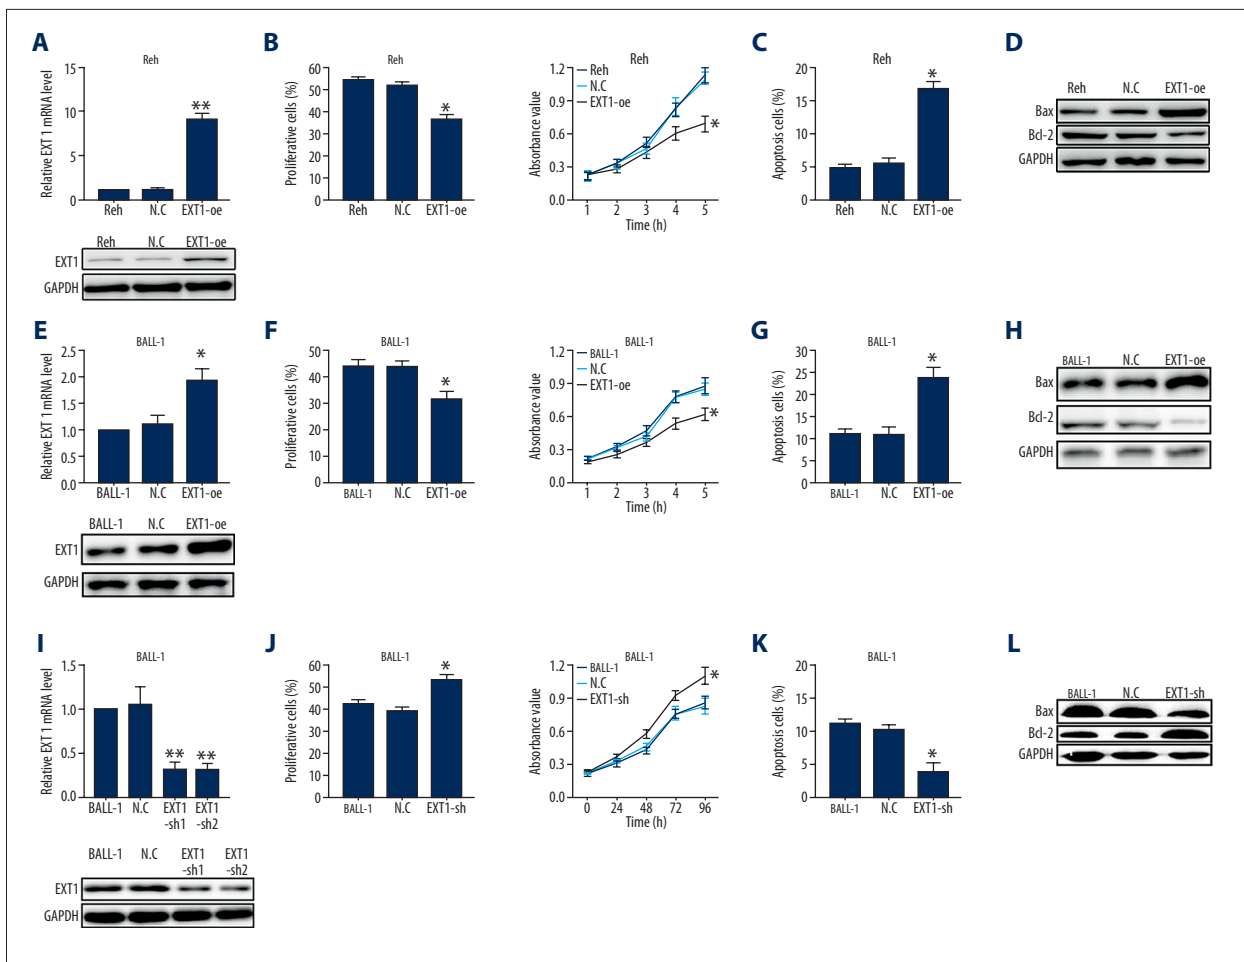 A
Reh
Relative EXT 1 mRNA level
15
10
5
0
**
Reh N.C EXT1-oe
Reh N.C EXT1-oe
EXT1
GAPDH
B
Reh
Proliferative cells (%)
60
50
40
30
20
10
0
*
Reh N.C EXT1-oe
Reh
Absorbance value
1.2
0.9
0.6
0.3
0.0
Reh
N.C
EXT1-oe
*
1 2 3 4 5
Time (h)
C
Reh
Apoptosis cells (%)
20
15
10
5
0
*
Reh N.C EXT1-oe
D
Reh N.C EXT1-oe
Bax
Bcl-2
GAPDH
E
BALL-1
Relative EXT 1 mRNA level
2.5
2.0
1.5
1.0
0.5
0.0
*
BALL-1 N.C EXT1-oe
BALL-1 N.C EXT1-oe
EXT1
GAPDH
F
BALL-1
Proliferative cells (%)
50
40
30
20
10
0
*
BALL-1 N.C EXT1-oe
BALL-1
Absorbance value
1.2
0.9
0.6
0.3
0.0
BALL-1
N.C
EXT1-oe
*
1 2 3 4 5
Time (h)
G
BALL-1
Apoptosis cells (%)
30
25
20
15
10
5
0
*
BALL-1 N.C EXT1-oe
H
BALL-1 N.C EXT1-oe
Bax
Bcl-2
GAPDH
I
BALL-1
Relative EXT 1 mRNA level
1.5
1.0
0.5
0.0
** **
BALL-1 N.C EXT1 EXT1
-sh1 -sh2
BALL-1 N.C EXT1 EXT1
-sh1 -sh2
EXT1
GAPDH
J
BALL-1
Proliferative cells (%)
60
50
40
30
20
10
0
*
BALL-1 N.C EXT1-sh
BALL-1
Absorbance value
1.2
0.9
0.6
0.3
0.0
BALL-1
N.C
EXT1-sh
*
0 24 48 72 96
Time (h)
K
BALL-1
Apoptosis cells (%)
20
15
10
5
0
*
BALL-1 N.C EXT1-sh
L
BALL-1 N.C EXT1-sh
Bax
Bcl-2
GAPDH